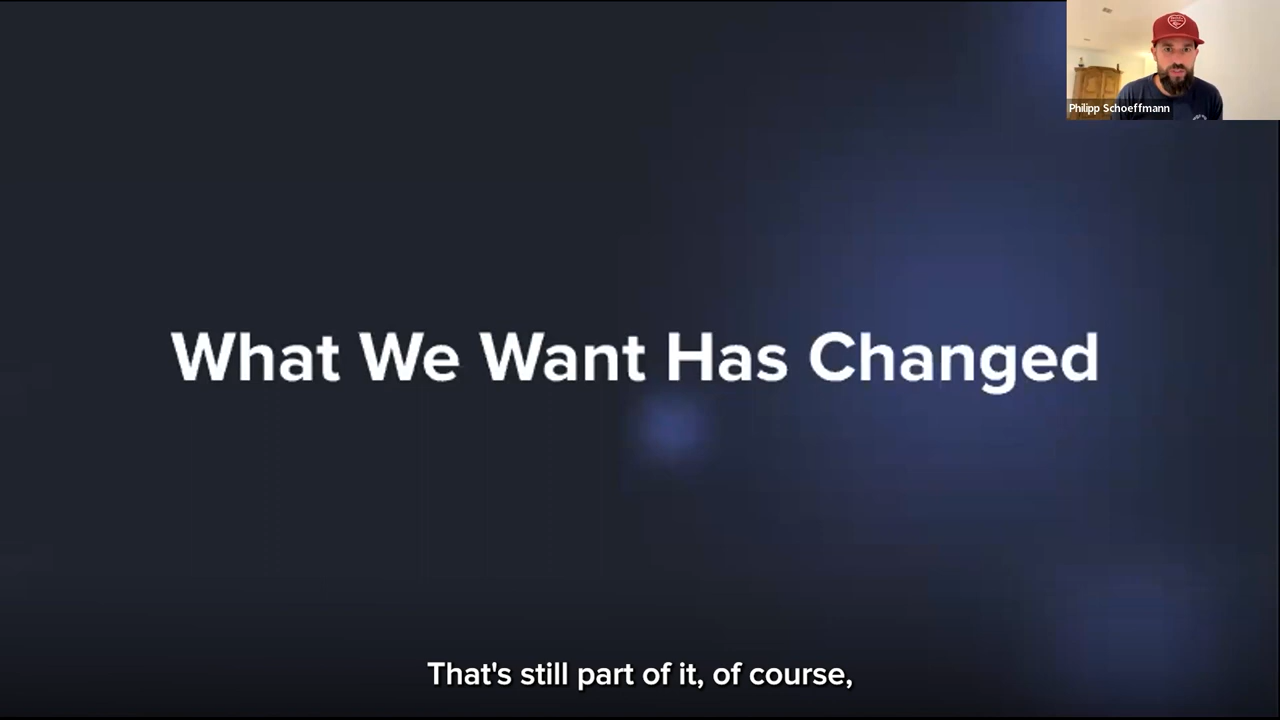 Philipp Schoeffmann
What We Want Has Changed
That's still part of it, of course,